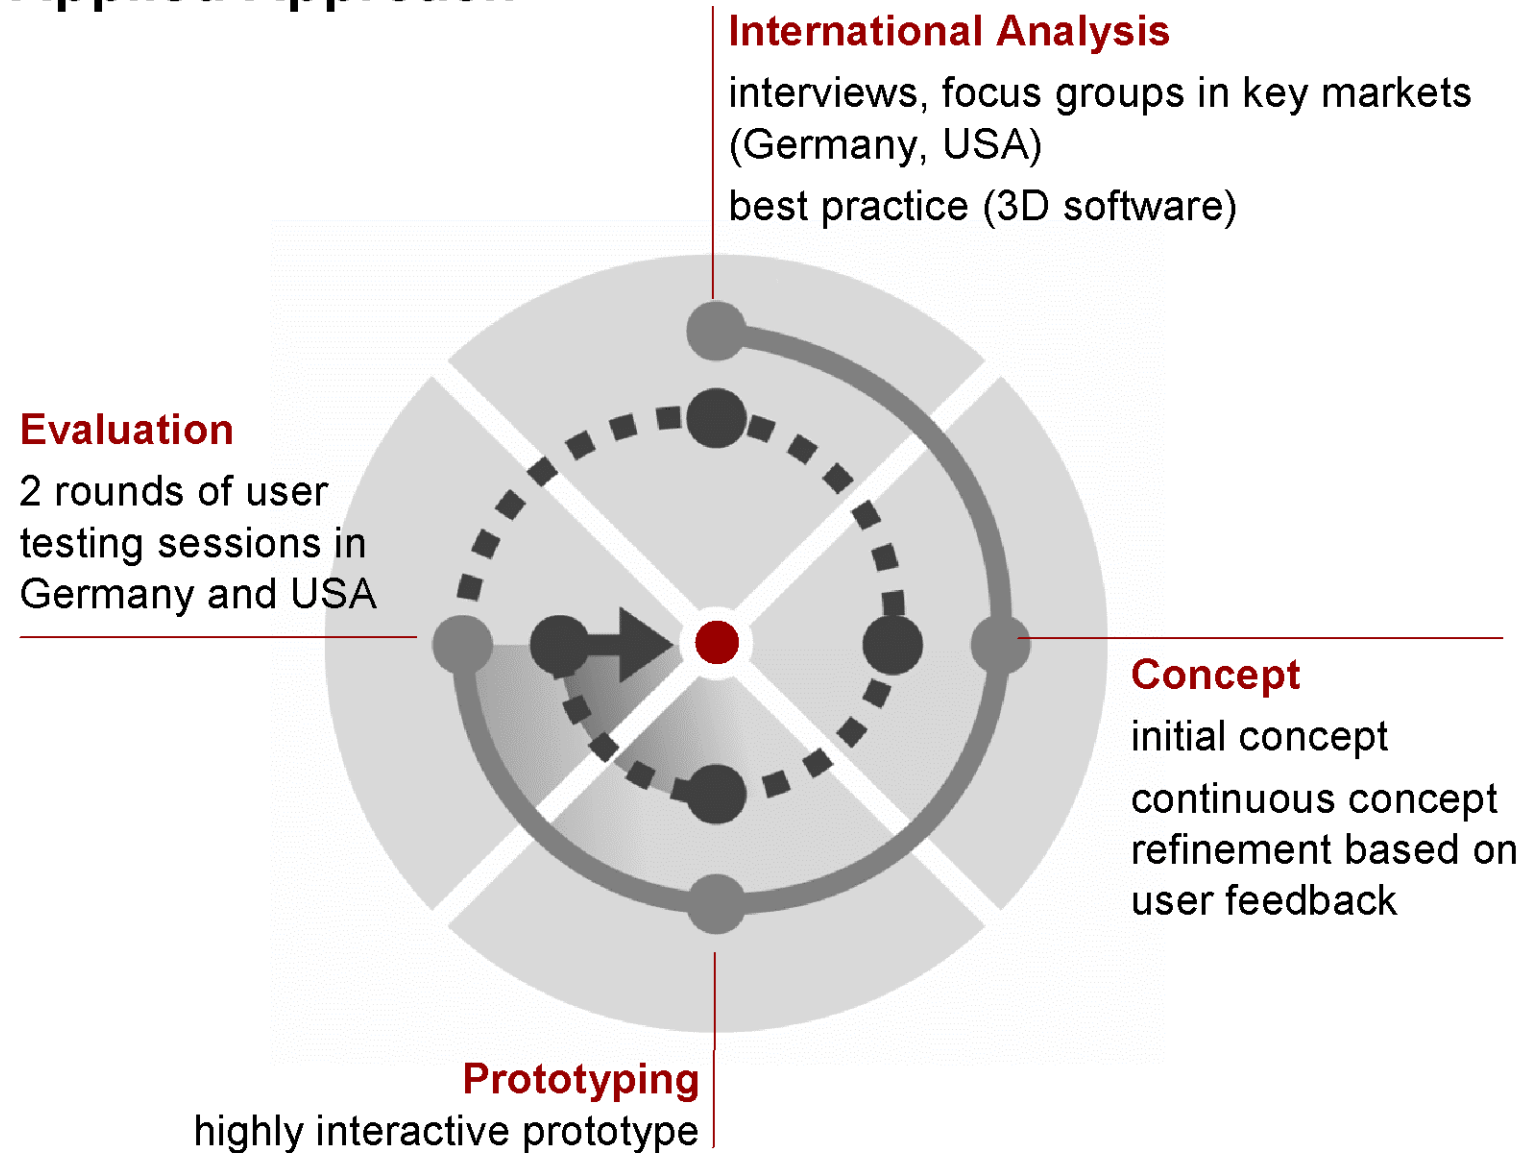 Applied Approach
International Analysis
interviews, focus groups in key markets
(Germany, USA)
best practice (3D software)
Evaluation
2 rounds of user
testing sessions in
Germany and USA
Concept
initial concept
continuous concept
refinement based on
user feedback
Prototyping
highly interactive prototype